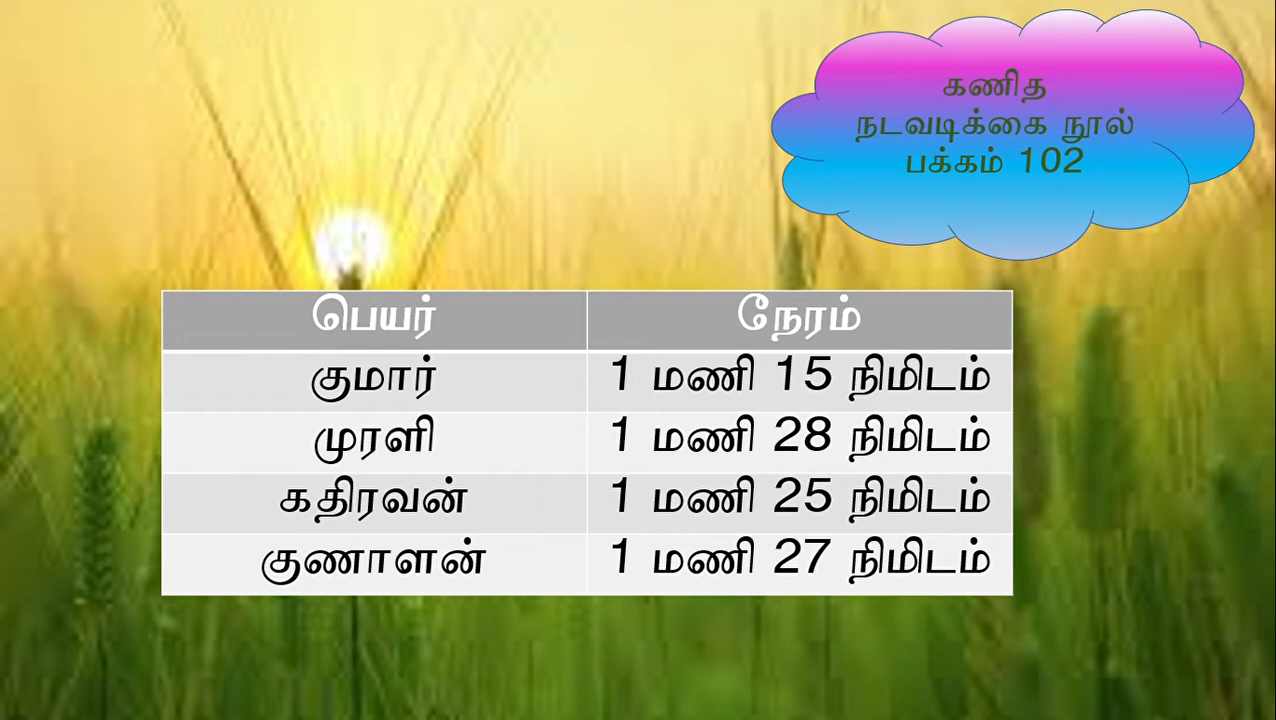 கணித
நடவடிக்கை நூல்
பக்கம் 102
பெயர் நேரம்
குமார் 1 மணி 15 நிமிடம்
முரளி 1 மணி 28 நிமிடம்
கதிரவன் 1 மணி 25 நிமிடம்
குணாளன் 1 மணி 27 நிமிடம்